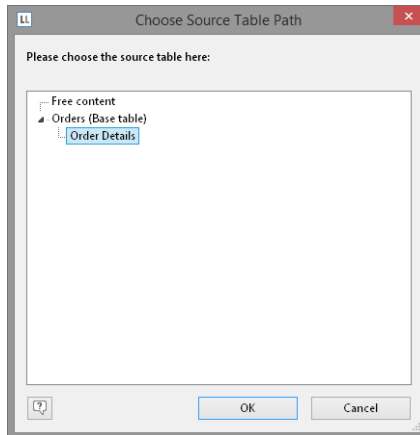 LL
Choose Source Table Path
Please choose the source table here:
Free content
Orders (Base table)
Order Details
OK
Cancel